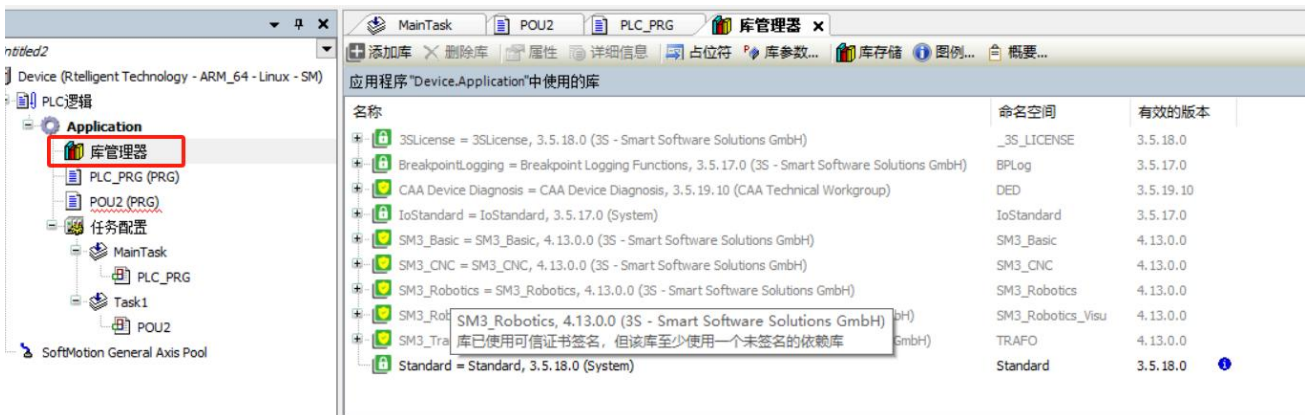 ntitled2
Device (Rtelligent Technology - ARM_64 - Linux - SM)
PLC逻辑
Application
库管理器
PLC_PRG (PRG)
POU2 (PRG)
任务配置
MainTask
PLC_PRG
Task1
POU2
SoftMotion General Axis Pool
MainTask POU2 PLC_PRG 库管理器
添加库 删除库 属性 详细信息 占位符 库参数... 库存储 图例... 概要...
应用程序"Device.Application"中使用的库
名称 命名空间 有效的版本
3SLicense = 3SLicense, 3.5.18.0 (3S - Smart Software Solutions GmbH) _3S_LICENSE 3.5.18.0
BreakpointLogging = Breakpoint Logging Functions, 3.5.17.0 (3S - Smart Software Solutions GmbH) BPLog 3.5.17.0
CAA Device Diagnosis = CAA Device Diagnosis, 3.5.19.10 (CAA Technical Workgroup) DED 3.5.19.10
IoStandard = IoStandard, 3.5.17.0 (System) IoStandard 3.5.17.0
SM3_Basic = SM3_Basic, 4.13.0.0 (3S - Smart Software Solutions GmbH) SM3_Basic 4.13.0.0
SM3_CNC = SM3_CNC, 4.13.0.0 (3S - Smart Software Solutions GmbH) SM3_CNC 4.13.0.0
SM3_Robotics = SM3_Robotics, 4.13.0.0 (3S - Smart Software Solutions GmbH) SM3_Robotics 4.13.0.0
SM3_Rob bH) SM3_Robotics_Visu 4.13.0.0
SM3_Robotics, 4.13.0.0 (3S - Smart Software Solutions GmbH)
库已使用可信证书签名，但该库至少使用一个未签名的依赖库
SM3_Tra GmbH) TRAFO 4.13.0.0
Standard = Standard, 3.5.18.0 (System) Standard 3.5.18.0